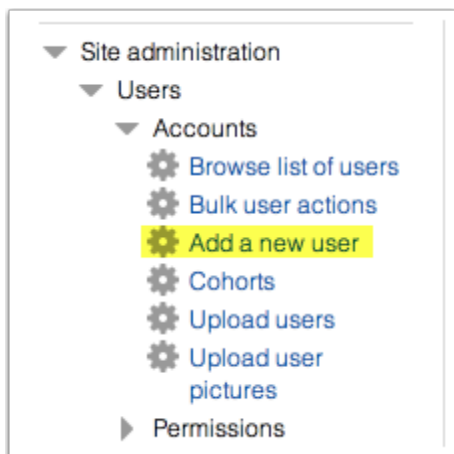 Site administration
Users
Accounts
Browse list of users
Bulk user actions
Add a new user
Cohorts
Upload users
Upload user
pictures
Permissions